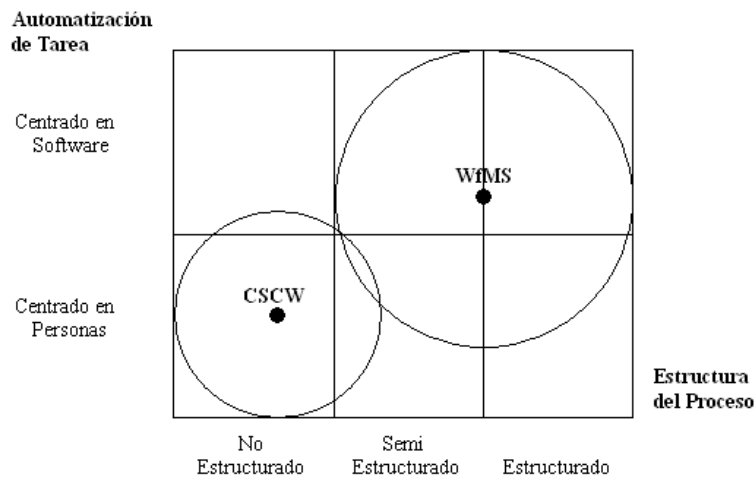 Automatización
de Tarea
Centrado en
Software
WfMS
Centrado en
Personas
CSCW
Estructura
del Proceso
No
Estructurado
Semi
Estructurado
Estructurado